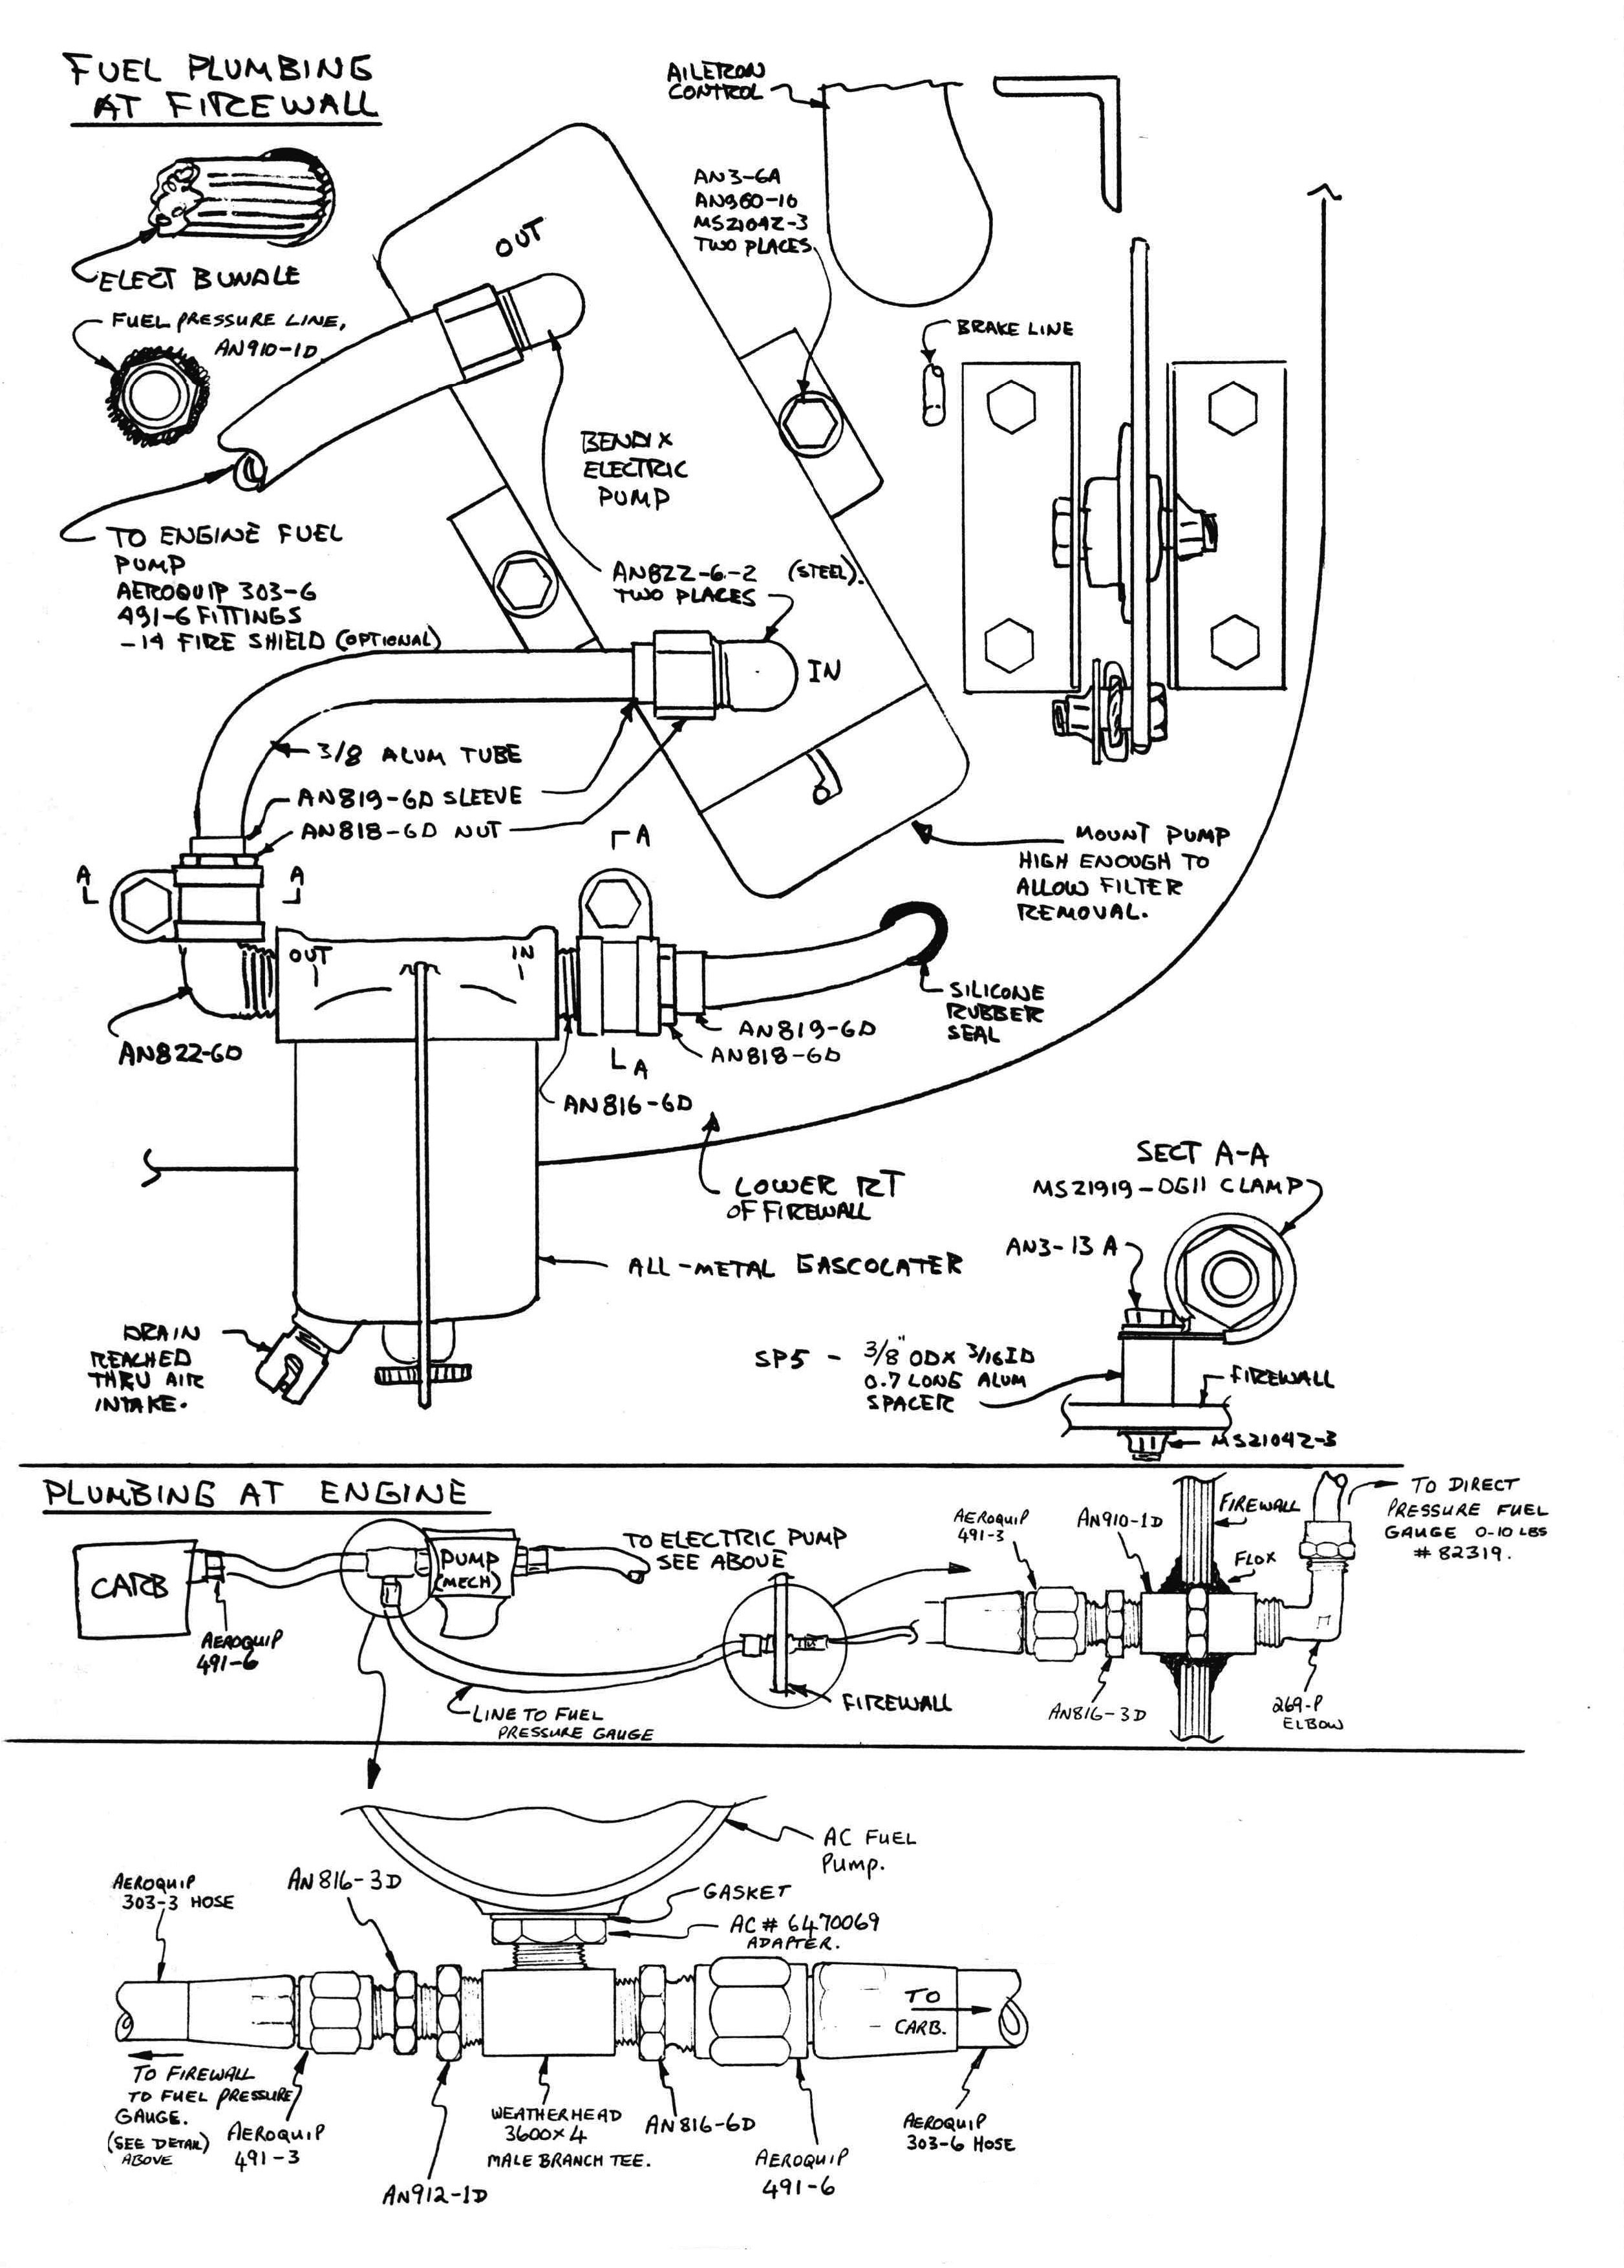 FUEL PLUMBING
AT FIREWALL
ELECT BUNDLE
FUEL PRESSURE LINE,
AN910-1D
TO ENGINE FUEL
PUMP
AEROQUIP 303-6
491-6 FITTINGS
-14 FIRE SHIELD (OPTIONAL)
OUT
BENDIX
ELECTRIC
PUMP
AILERON
CONTROL
AN3-6A
AN960-10
MS21042-3
TWO PLACES
BRAKE LINE
AN822-6-2 (STEEL).
TWO PLACES
IN
3/8 ALUM TUBE
AN819-6D SLEEVE
AN818-6D NUT
A
A
A
A
MOUNT PUMP
HIGH ENOUGH TO
ALLOW FILTER
REMOVAL.
OUT
IN
AN822-6D
SILICONE
RUBBER
SEAL
AN819-6D
AN818-6D
AN816-6D
LOWER RT
OF FIREWALL
ALL-METAL GASCOLATER
DRAIN
REACHED
THRU AIR
INTAKE.
SECT A-A
MS21919-DG11 CLAMP
AN3-13A
SP5 - 3/8" OD X 3/16 ID
0.7 LONG ALUM
SPACER
FIREWALL
MS21042-3
PLUMBING AT ENGINE
CARB
AEROQUIP
491-6
PUMP
(MECH)
TO ELECTRIC PUMP
SEE ABOVE
LINE TO FUEL
PRESSURE GAUGE
FIREWALL
AEROQUIP
491-3
AN910-1D
FIREWALL
FLOX
TO DIRECT
PRESSURE FUEL
GAUGE 0-10 LBS
# 82319.
AN816-3D
269-P
ELBOW
AC FUEL
PUMP.
GASKET
AC # 6470069
ADAPTER.
AEROQUIP
303-3 HOSE
AN816-3D
TO
CARB.
TO FIREWALL
TO FUEL PRESSURE
GAUGE.
(SEE DETAIL)
ABOVE
AEROQUIP
491-3
AN912-1D
WEATHERHEAD
3600X4
MALE BRANCH TEE.
AN816-6D
AEROQUIP
491-6
AEROQUIP
303-6 HOSE